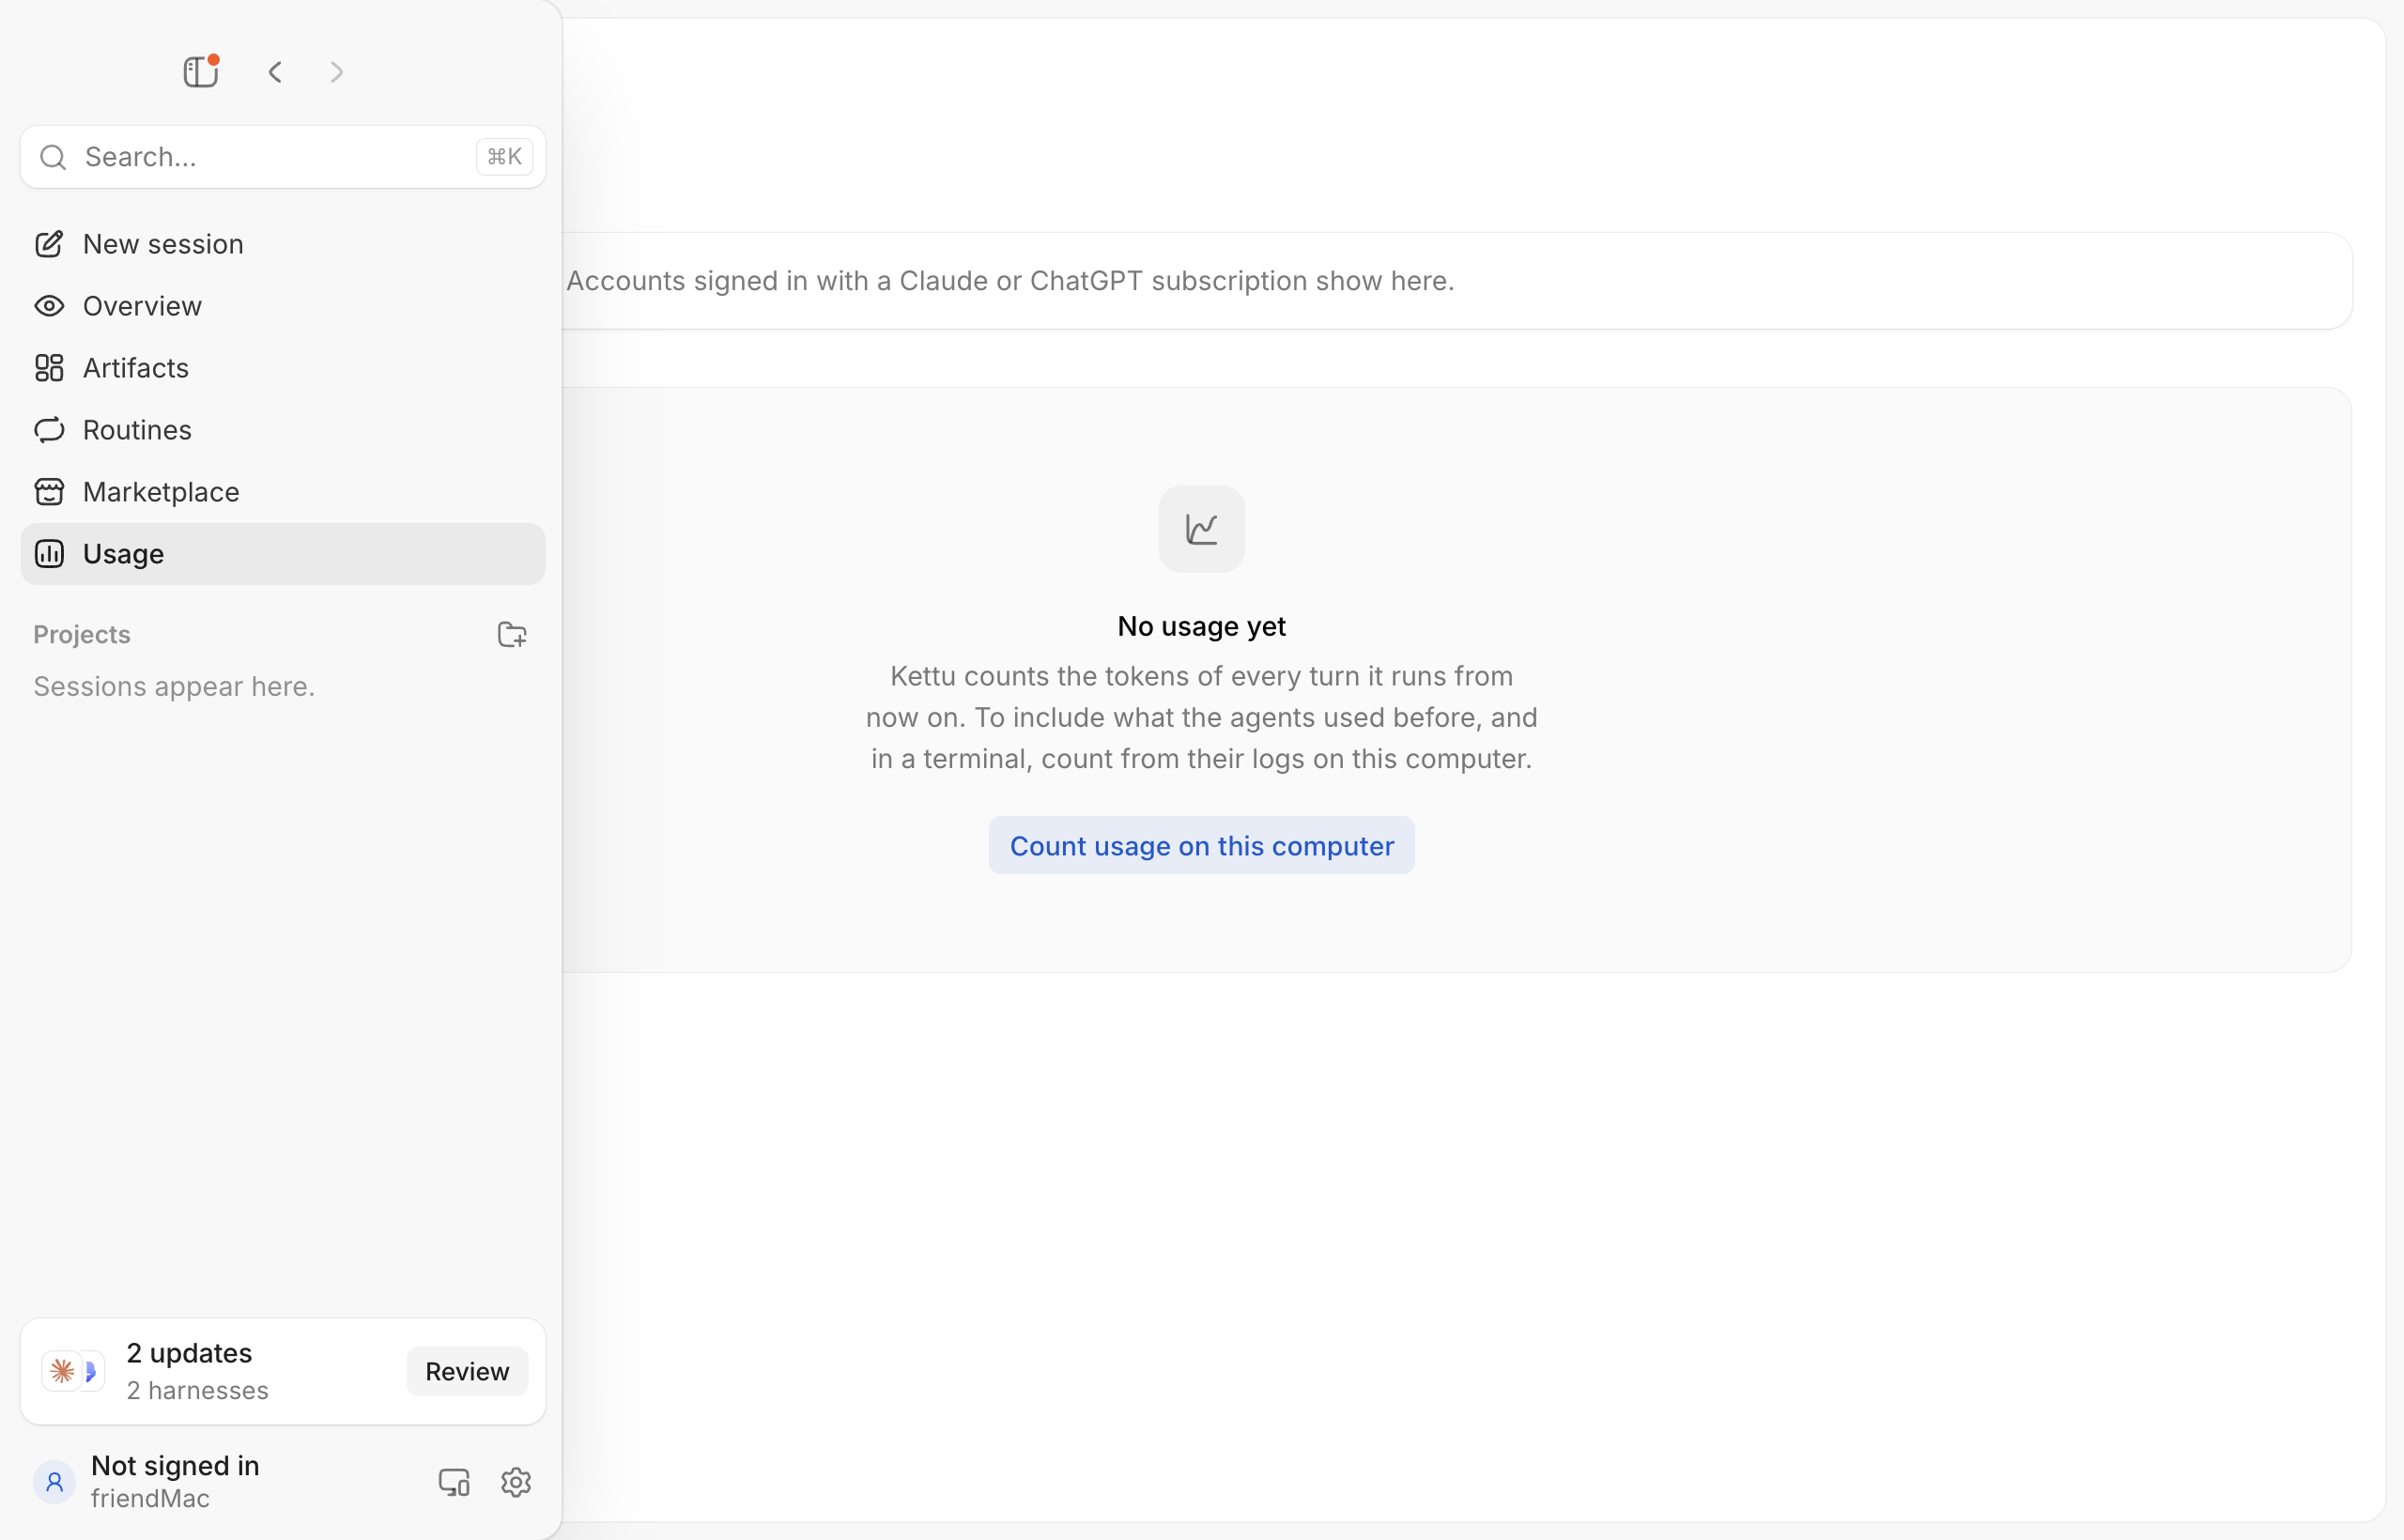 Search...
⌘K
New session
Overview
Artifacts
Routines
Marketplace
Usage
Projects
Sessions appear here.
2 updates
2 harnesses
Review
Not signed in
friendMac
Accounts signed in with a Claude or ChatGPT subscription show here.
No usage yet
Kettu counts the tokens of every turn it runs from
now on. To include what the agents used before, and
in a terminal, count from their logs on this computer.
Count usage on this computer